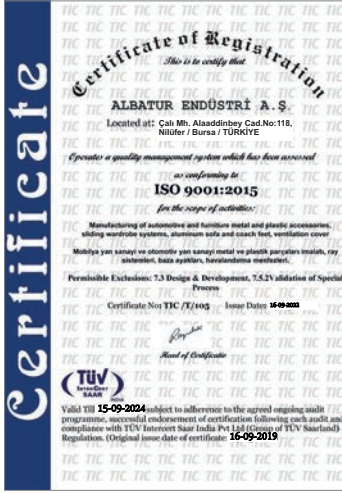 Certificate
Certificate of Registration
This is to certify that
ALBATUR ENDÜSTRİ A.Ş.
Located at: Çalı Mh. Alaaddinbey Cad.No:118,
Nilüfer / Bursa / TÜRKİYE
Operates a quality management system which has been assessed
as conforming to
ISO 9001:2015
for the scope of activities:
Manufacturing of automotive and furniture metal and plastic accessories,
sliding wardrobe systems, aluminum sofa and coach feet, ventilation cover
Mobilya yan sanayi ve otomotiv yan sanayi metal ve plastik parçaları imalatı, ray
sistemleri, baza ayakları, havalandırma menfezleri.
Permissible Exclusions: 7.3 Design & Development, 7.5.2Validation of Special
Process
Certificate No: TIC /T/105 Issue Date: 16-09-2022
Head of Certification
TÜV
INTERCERT
SAAR
INDIA
Valid Till 15-09-2024 subject to adherence to the agreed ongoing audit
programme, successful endorsement of certification following each audit and
compliance with TÜV Intercert Saar India Pvt Ltd (Group of TÜV Saarland)
Regulation. (Original issue date of certificate: 16-09-2019